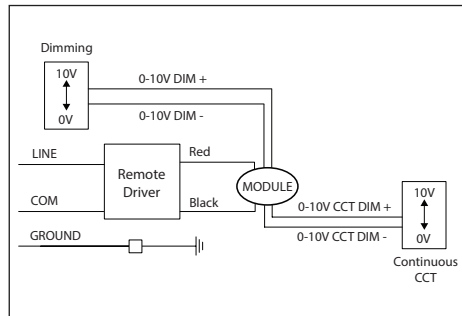 Dimming
10V
0V
0-10V DIM +
0-10V DIM -
LINE
COM
GROUND
Remote
Driver
Red
Black
MODULE
0-10V CCT DIM +
0-10V CCT DIM -
10V
0V
Continuous
CCT